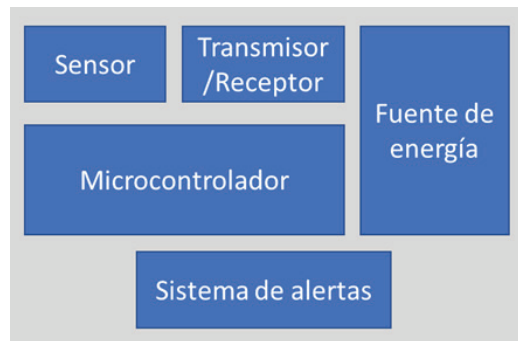 Sensor
Transmisor
/Receptor
Fuente de
energía
Microcontrolador
Sistema de alertas